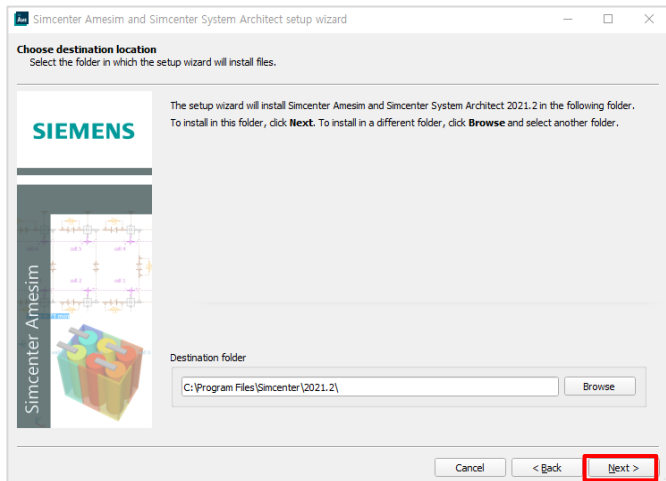 Simcenter Amesim and Simcenter System Architect setup wizard
Choose destination location
Select the folder in which the setup wizard will install files.
SIEMENS
Simcenter Amesim
The setup wizard will install Simcenter Amesim and Simcenter System Architect 2021.2 in the following folder.
To install in this folder, click Next. To install in a different folder, click Browse and select another folder.
Destination folder
C:\Program Files\Simcenter\2021.2\
Browse
Cancel
< Back
Next >